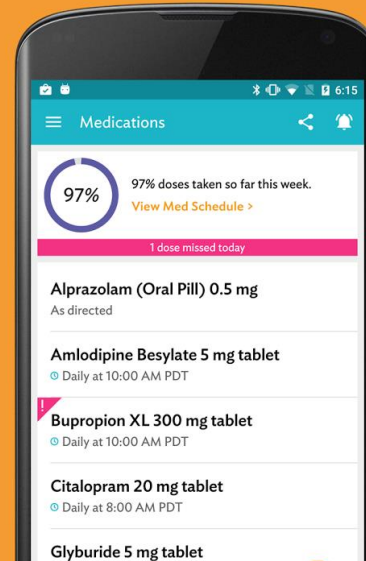 6:15
Medications
97%
97% doses taken so far this week.
View Med Schedule >
1 dose missed today
Alprazolam (Oral Pill) 0.5 mg
As directed
Amlodipine Besylate 5 mg tablet
Daily at 10:00 AM PDT
!
Bupropion XL 300 mg tablet
Daily at 10:00 AM PDT
Citalopram 20 mg tablet
Daily at 8:00 AM PDT
Glyburide 5 mg tablet